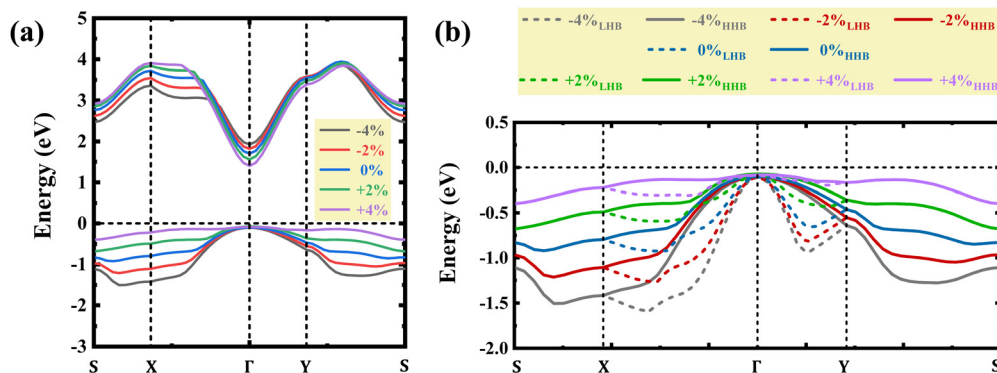 (a)
Energy (eV)
5
4
3
2
1
0
-1
-2
-3
-4%
-2%
0%
+2%
+4%
S X Γ Y S
(b)
-4%LHB -4%HHB -2%LHB -2%HHB
0%LHB 0%HHB
+2%LHB +2%HHB +4%LHB +4%HHB
Energy (eV)
0.5
0.0
-0.5
-1.0
-1.5
-2.0
S X Γ Y S